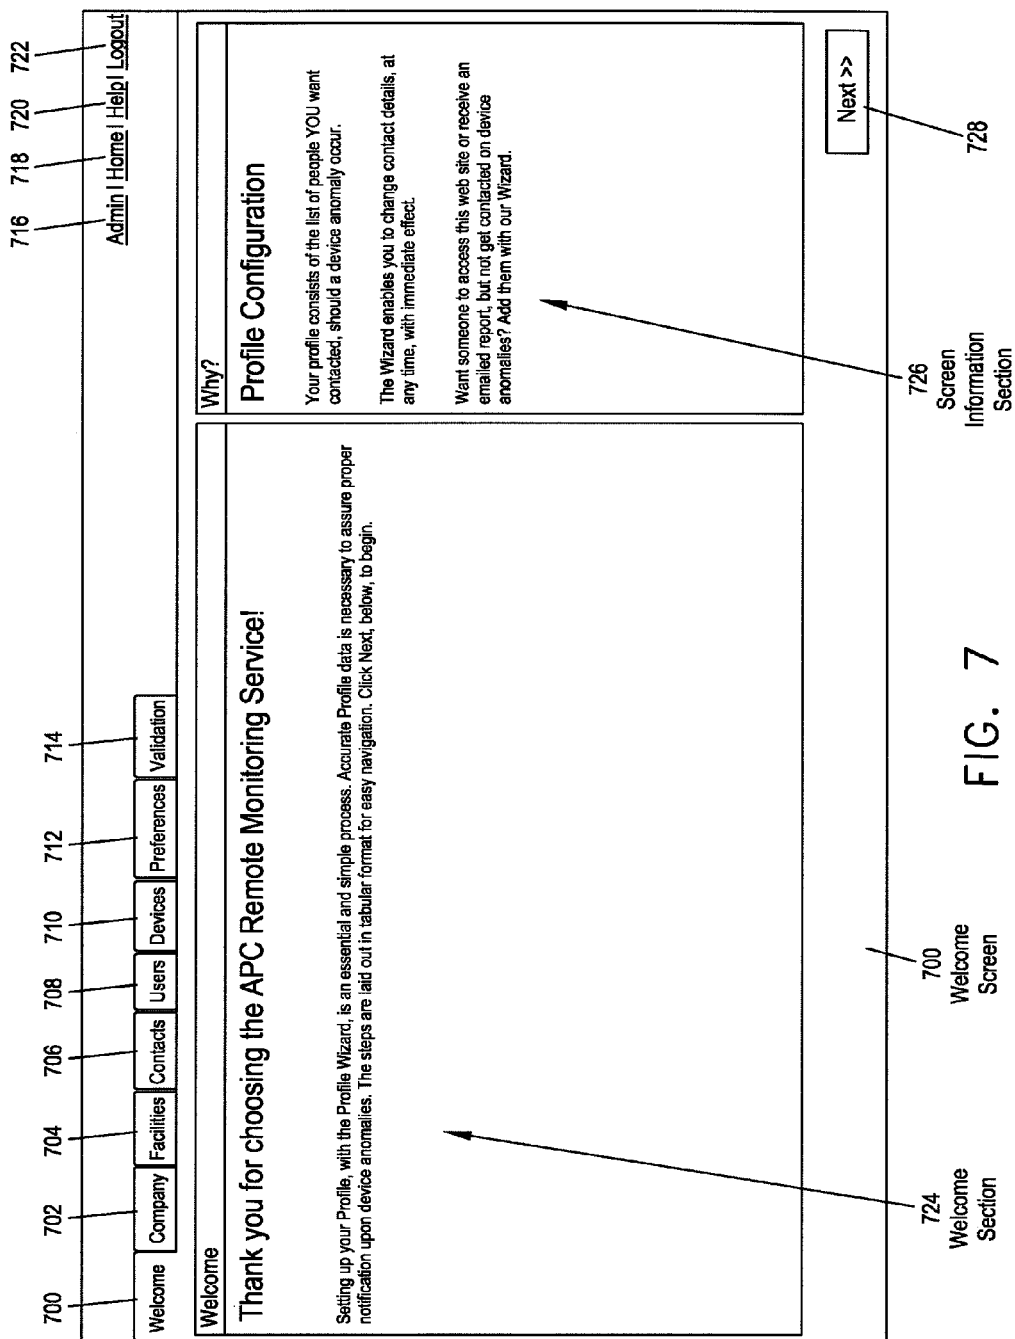 700 702 704 706 708 710 712 714 716 718 720 722
Welcome Company Facilities Contacts Users Devices Preferences Validation
Admin | Home | Help | Logout
Welcome
Thank you for choosing the APC Remote Monitoring Service!
Setting up your Profile, with the Profile Wizard, is an essential and simple process. Accurate Profile data is necessary to assure proper
notification upon device anomalies. The steps are laid out in tabular format for easy navigation. Click Next, below, to begin.
Why?
Profile Configuration
Your profile consists of the list of people YOU want
contacted, should a device anomaly occur.
The Wizard enables you to change contact details, at
any time, with immediate effect.
Want someone to access this web site or receive an
emailed report, but not get contacted on device
anomalies? Add them with our Wizard.
Next >>
724
Welcome
Section
700
Welcome
Screen
726
Screen
Information
Section
728
FIG. 7